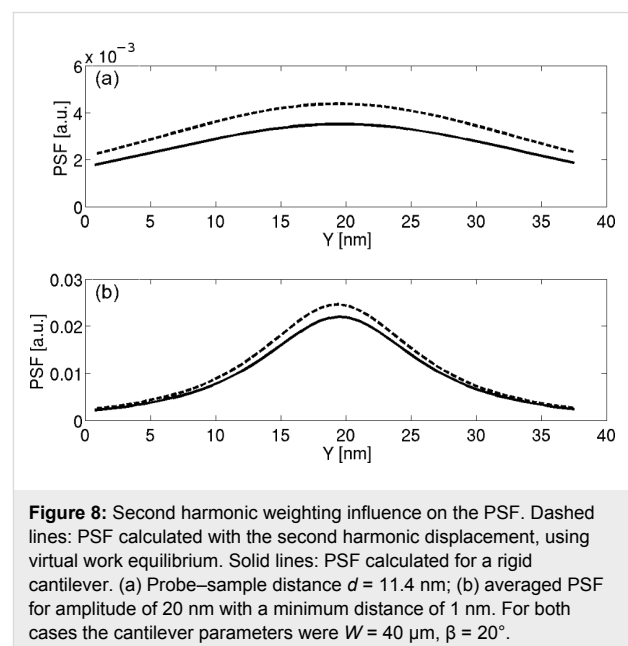 × 10⁻³
6
(a)
4
2
0
PSF [a.u.]
0 5 10 15 20 25 30 35 40
Y [nm]
0.03
(b)
0.02
0.01
0
PSF [a.u.]
0 5 10 15 20 25 30 35 40
Y [nm]
Figure 8: Second harmonic weighting influence on the PSF. Dashed
lines: PSF calculated with the second harmonic displacement, using
virtual work equilibrium. Solid lines: PSF calculated for a rigid
cantilever. (a) Probe–sample distance d = 11.4 nm; (b) averaged PSF
for amplitude of 20 nm with a minimum distance of 1 nm. For both
cases the cantilever parameters were W = 40 μm, β = 20°.